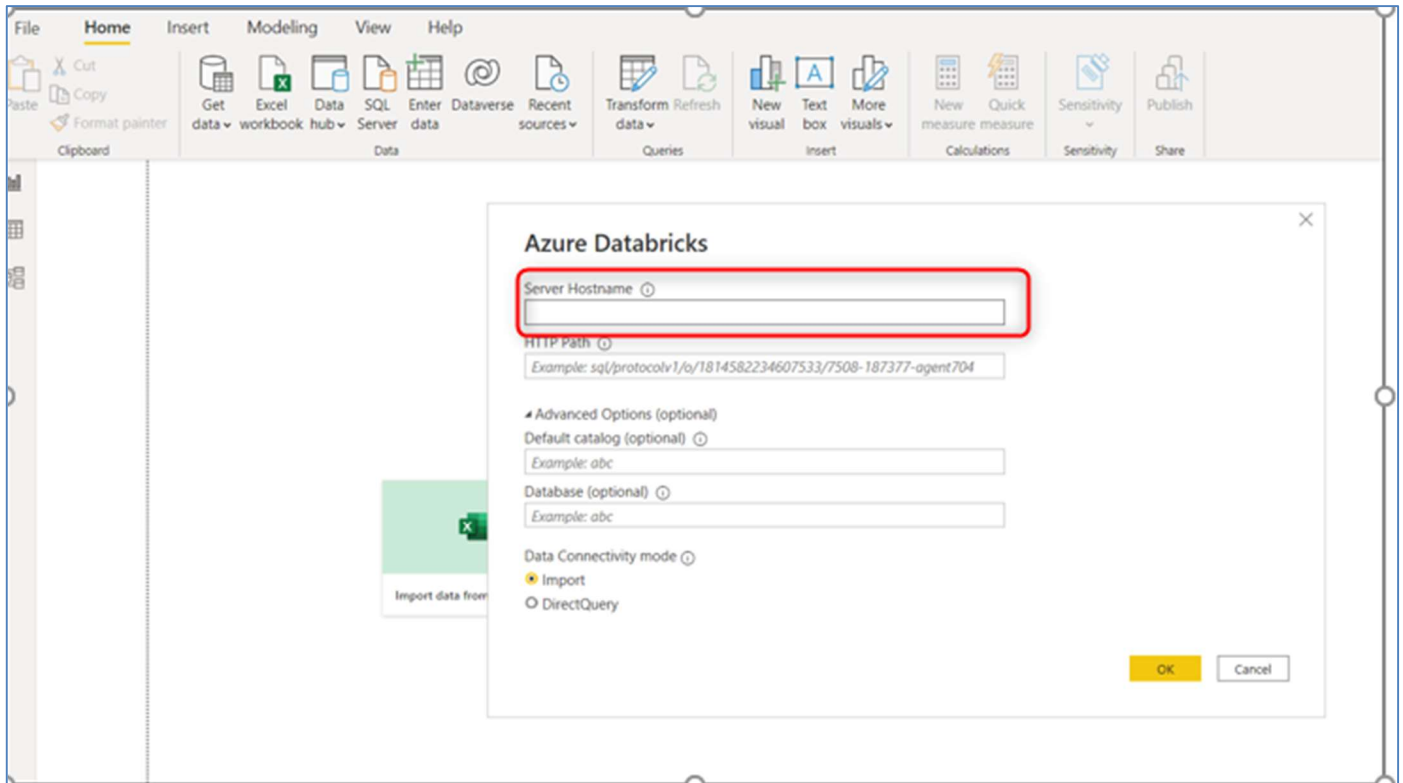 File Home Insert Modeling View Help
Paste
Cut
Copy
Format painter
Clipboard
Get
data
Excel
workbook
Data
hub
SQL
Server
Enter
data
Dataverse
Recent
sources
Data
Transform
data
Refresh
Queries
New
visual
Text
box
More
visuals
Insert
New
measure
Quick
measure
Calculations
Sensitivity
Sensitivity
Publish
Share
Azure Databricks
Server Hostname
HTTP Path
Example: sql/protocolv1/o/1814582234607533/7508-187377-agent704
Advanced Options (optional)
Default catalog (optional)
Example: abc
Database (optional)
Example: abc
Data Connectivity mode
Import
DirectQuery
Import data from
OK
Cancel